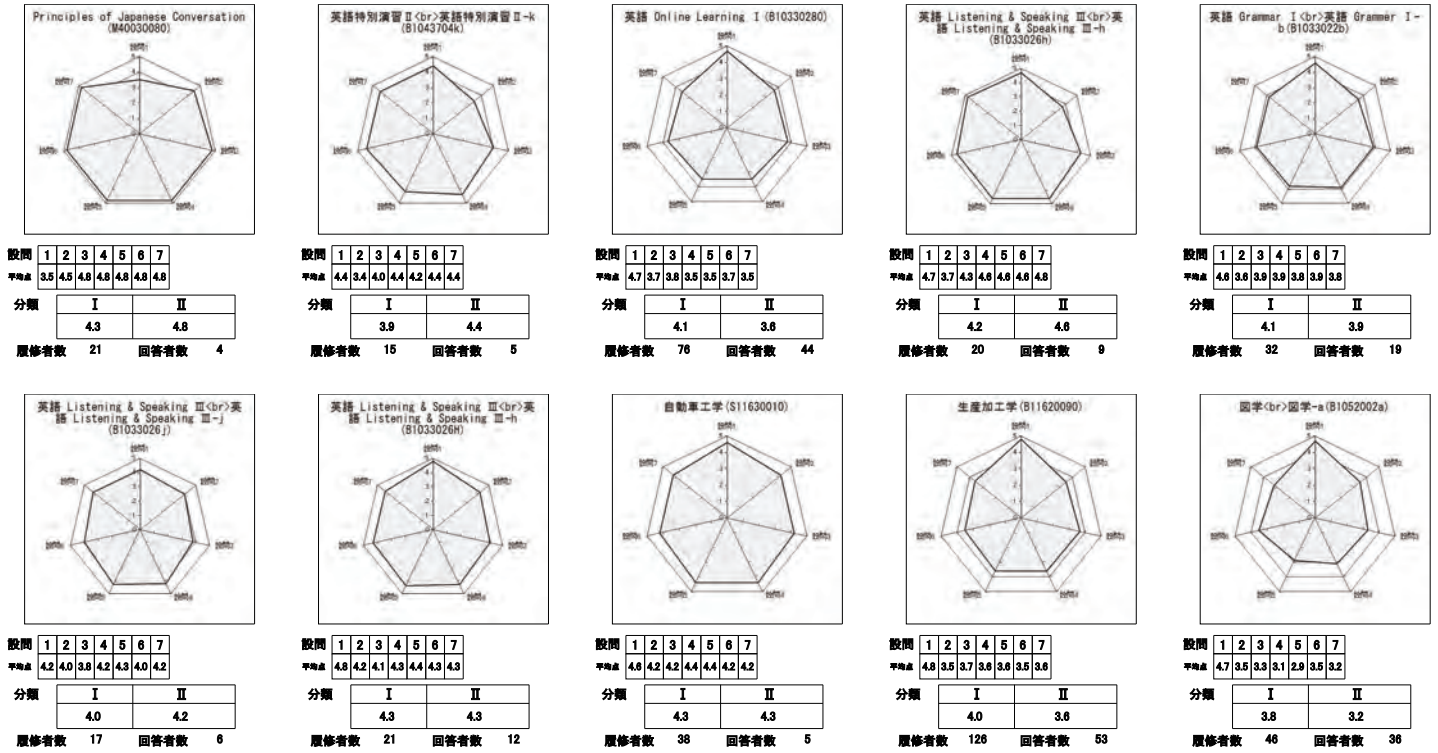 Principles of Japanese Conversation
(M40030080)
設問1
5
4
3
2
1
設問 1 2 3 4 5 6 7
平均点 3.5 4.5 4.8 4.8 4.8 4.8 4.8
分類 Ⅰ Ⅱ
4.3 4.8
履修者数 21 回答者数 4
英語特別演習Ⅱ<br>英語特別演習Ⅱ-k
(B1043704k)
設問 1 2 3 4 5 6 7
平均点 4.4 3.4 4.0 4.4 4.2 4.4 4.4
分類 Ⅰ Ⅱ
3.9 4.4
履修者数 15 回答者数 5
英語 Online Learning Ⅰ(B10330280)
設問 1 2 3 4 5 6 7
平均点 4.7 3.7 3.8 3.5 3.5 3.7 3.5
分類 Ⅰ Ⅱ
4.1 3.6
履修者数 76 回答者数 44
英語 Listening & Speaking Ⅲ<br>英
語 Listening & Speaking Ⅲ-h
(B1033026h)
設問 1 2 3 4 5 6 7
平均点 4.7 3.7 4.3 4.6 4.6 4.6 4.8
分類 Ⅰ Ⅱ
4.2 4.6
履修者数 20 回答者数 9
英語 Grammar Ⅰ<br>英語 Grammer Ⅰ-
b(B1033022b)
設問 1 2 3 4 5 6 7
平均点 4.6 3.6 3.9 3.9 3.8 3.9 3.8
分類 Ⅰ Ⅱ
4.1 3.9
履修者数 32 回答者数 19
英語 Listening & Speaking Ⅲ<br>英
語 Listening & Speaking Ⅲ-j
(B1033026j)
設問 1 2 3 4 5 6 7
平均点 4.2 4.0 3.8 4.2 4.3 4.0 4.2
分類 Ⅰ Ⅱ
4.0 4.2
履修者数 17 回答者数 6
英語 Listening & Speaking Ⅲ<br>英
語 Listening & Speaking Ⅲ-h
(B1033026H)
設問 1 2 3 4 5 6 7
平均点 4.8 4.2 4.1 4.3 4.4 4.3 4.3
分類 Ⅰ Ⅱ
4.3 4.3
履修者数 21 回答者数 12
自動車工学(S11630010)
設問 1 2 3 4 5 6 7
平均点 4.6 4.2 4.2 4.4 4.4 4.2 4.2
分類 Ⅰ Ⅱ
4.3 4.3
履修者数 38 回答者数 5
生産加工学(B11620090)
設問 1 2 3 4 5 6 7
平均点 4.8 3.5 3.7 3.6 3.6 3.5 3.6
分類 Ⅰ Ⅱ
4.0 3.6
履修者数 126 回答者数 53
図学<br>図学-a(B1052002a)
設問 1 2 3 4 5 6 7
平均点 4.7 3.5 3.3 3.1 2.9 3.5 3.2
分類 Ⅰ Ⅱ
3.8 3.2
履修者数 46 回答者数 36